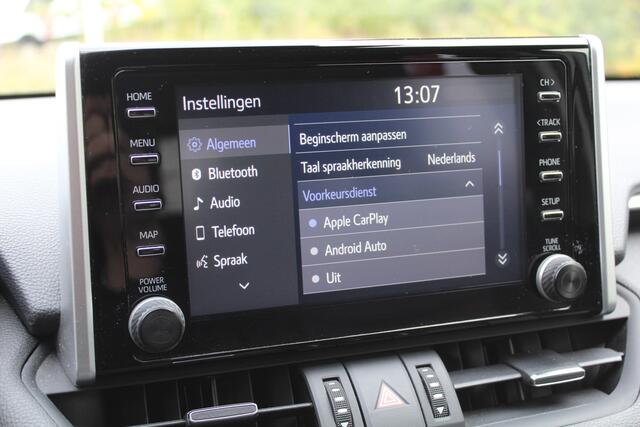 Instellingen 13:07
HOME
MENU
AUDIO
MAP
POWER
VOLUME
Algemeen
Bluetooth
Audio
Telefoon
Spraak
Beginscherm aanpassen
Taal spraakherkenning Nederlands
Voorkeursdienst
Apple CarPlay
Android Auto
Uit
CH >
< TRACK
PHONE
SETUP
TUNE
SCROLL